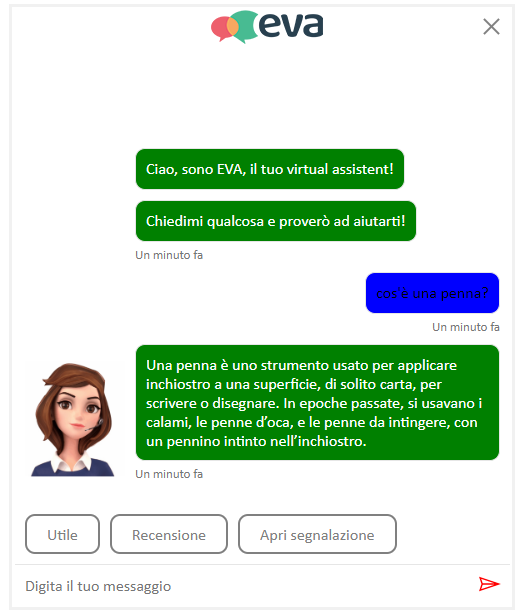 eva
Ciao, sono EVA, il tuo virtual assistent!
Chiedimi qualcosa e proverò ad aiutarti!
Un minuto fa
cos'è una penna?
Un minuto fa
Una penna è uno strumento usato per applicare
inchiostro a una superficie, di solito carta, per
scrivere o disegnare. In epoche passate, si usavano i
calami, le penne d’oca, e le penne da intingere, con
un pennino intinto nell’inchiostro.
Un minuto fa
Utile
Recensione
Apri segnalazione
Digita il tuo messaggio